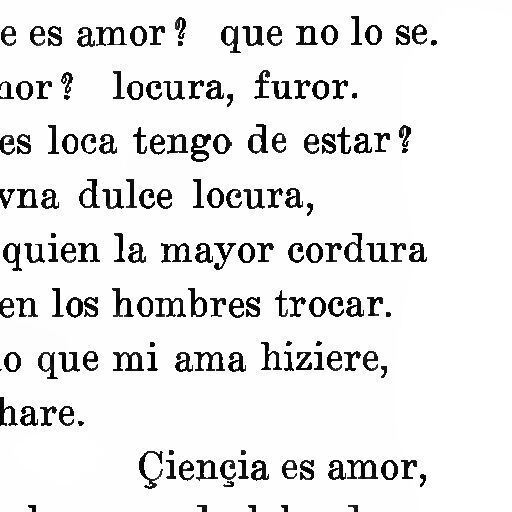 e es amor? que no lo se.
or? locura, furor.
es loca tengo de estar?
vna dulce locura,
quien la mayor cordura
en los hombres trocar.
o que mi ama hiziere,
hare.
Çiençia es amor,